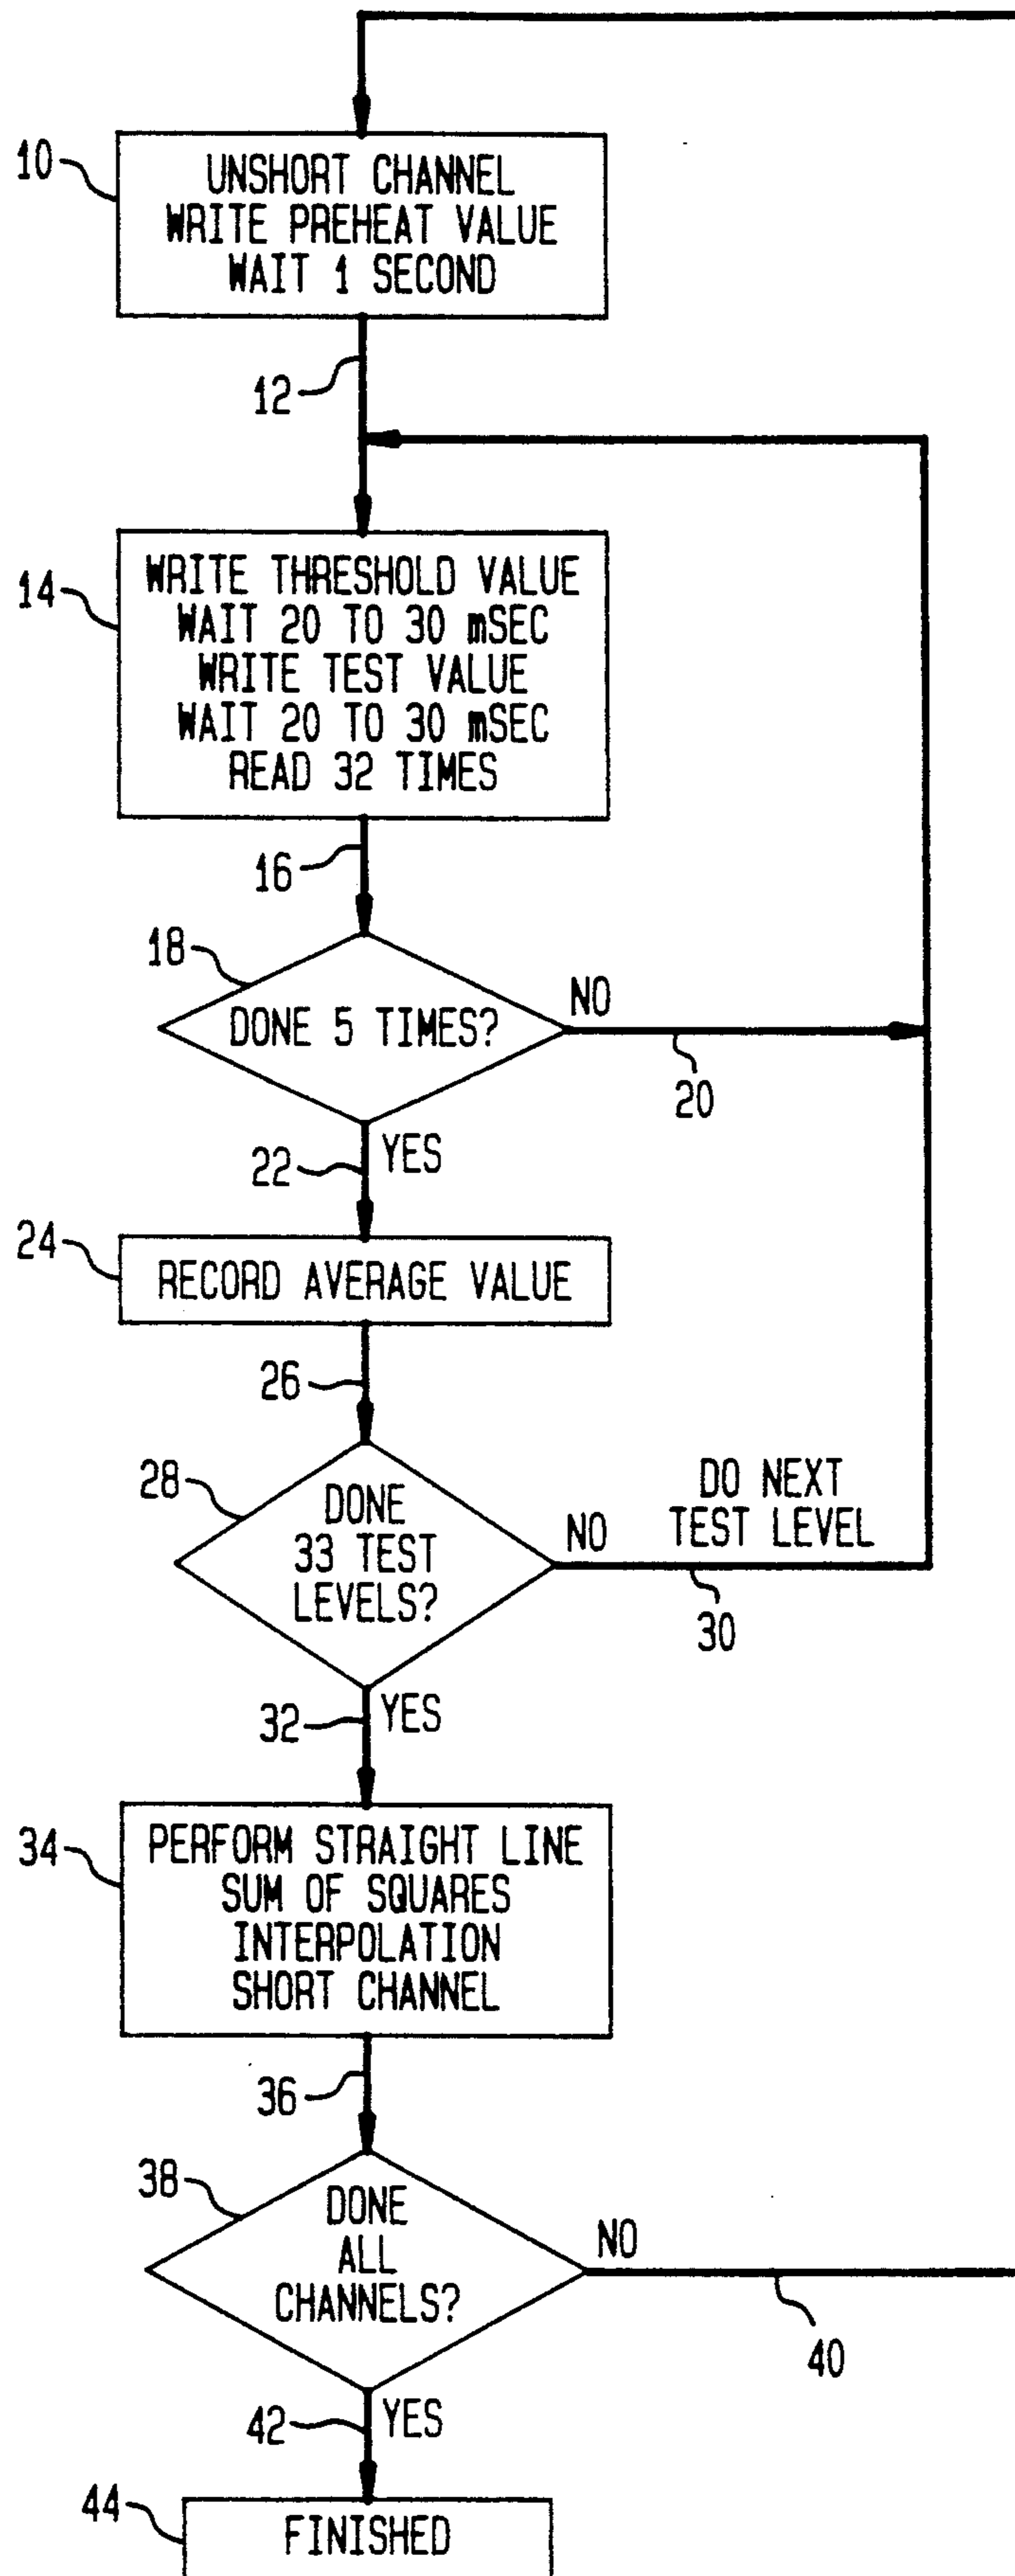 10
UNSHORT CHANNEL
WRITE PREHEAT VALUE
WAIT 1 SECOND
12
14
WRITE THRESHOLD VALUE
WAIT 20 TO 30 mSEC
WRITE TEST VALUE
WAIT 20 TO 30 mSEC
READ 32 TIMES
16
18
DONE 5 TIMES?
NO
20
22
YES
24
RECORD AVERAGE VALUE
26
28
DONE
33 TEST
LEVELS?
NO
DO NEXT
TEST LEVEL
30
32
YES
34
PERFORM STRAIGHT LINE
SUM OF SQUARES
INTERPOLATION
SHORT CHANNEL
36
38
DONE
ALL
CHANNELS?
NO
40
42
YES
44
FINISHED